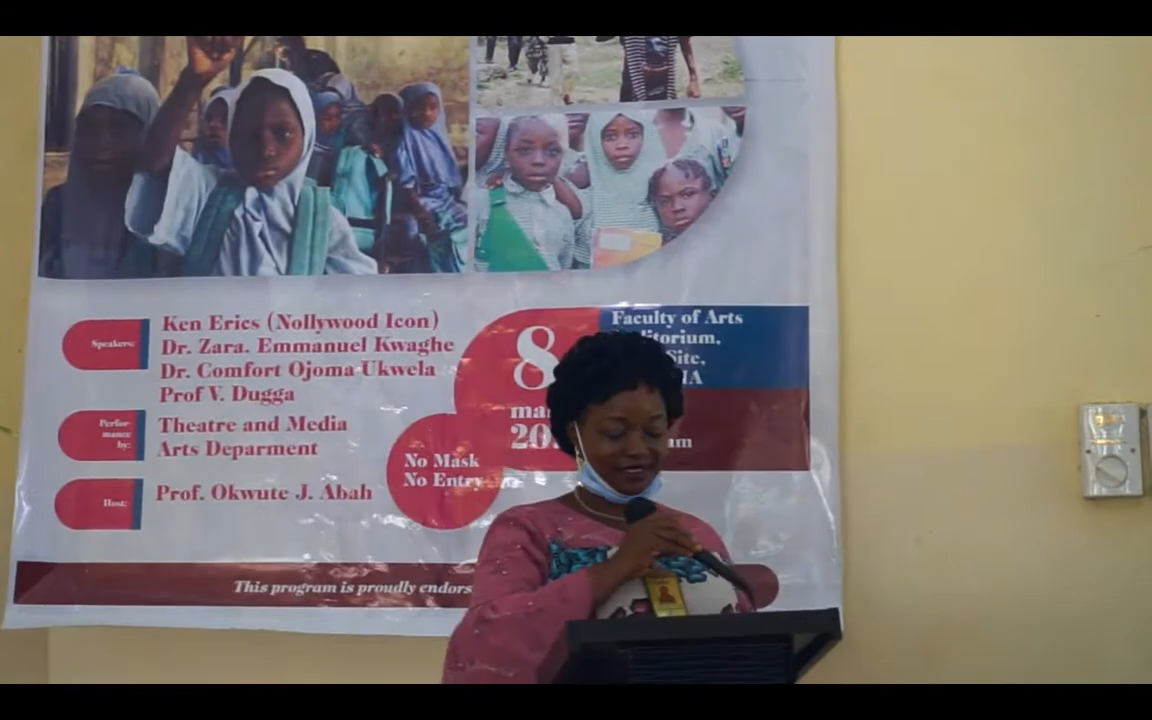 Speakers:
Ken Erics (Nollywood Icon)
Dr. Zara. Emmanuel Kwaghe
Dr. Comfort Ojoma Ukwela
Prof V. Dugga
Perfor-
mance
by:
Theatre and Media
Arts Deparment
Host:
Prof. Okwute J. Abah
No Mask
No Entry
8
Faculty of Arts
This program is proudly